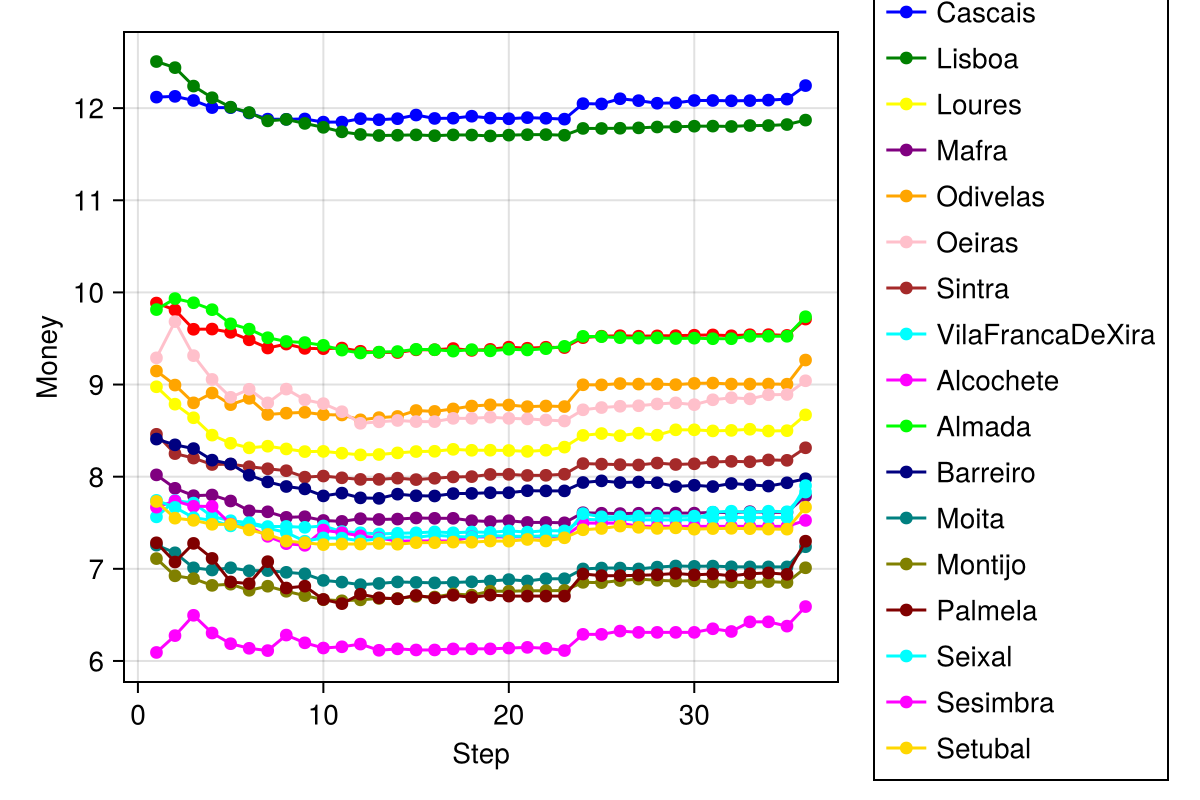 Money
12
11
10
9
8
7
6
0 10 20 30
Step
Cascais
Lisboa
Loures
Mafra
Odivelas
Oeiras
Sintra
VilaFrancaDeXira
Alcochete
Almada
Barreiro
Moita
Montijo
Palmela
Seixal
Sesimbra
Setubal